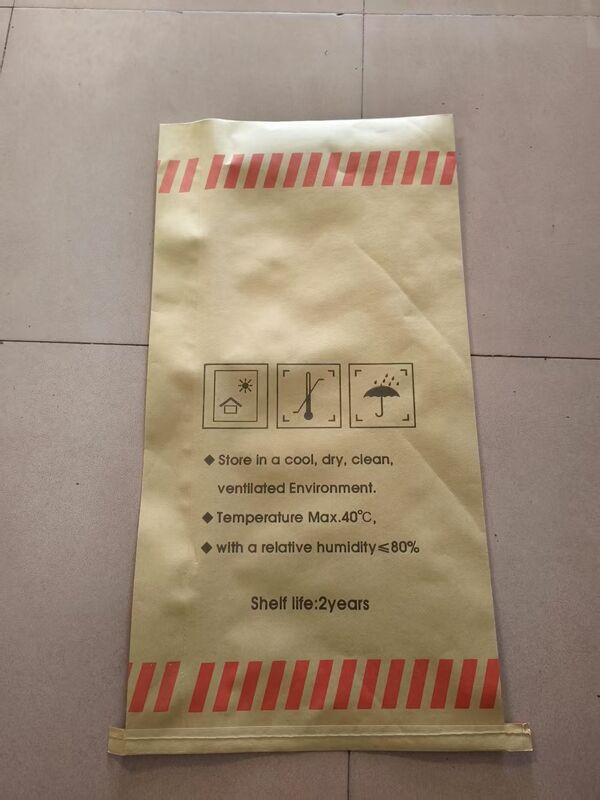 ◆ Store in a cool, dry, clean,
ventilated Environment.
◆ Temperature Max.40℃,
◆ with a relative humidity≤80%
Shelf life:2years